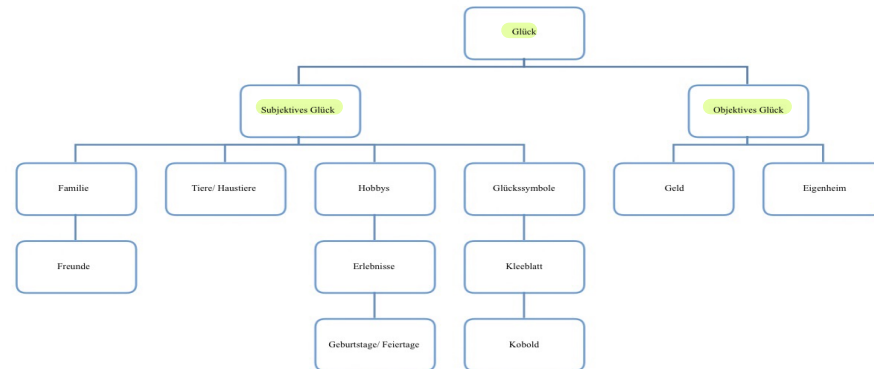 Glück
Subjektives Glück
Objektives Glück
Familie
Tiere/ Haustiere
Hobbys
Glückssymbole
Geld
Eigenheim
Freunde
Erlebnisse
Kleeblatt
Geburtstage/ Feiertage
Kobold